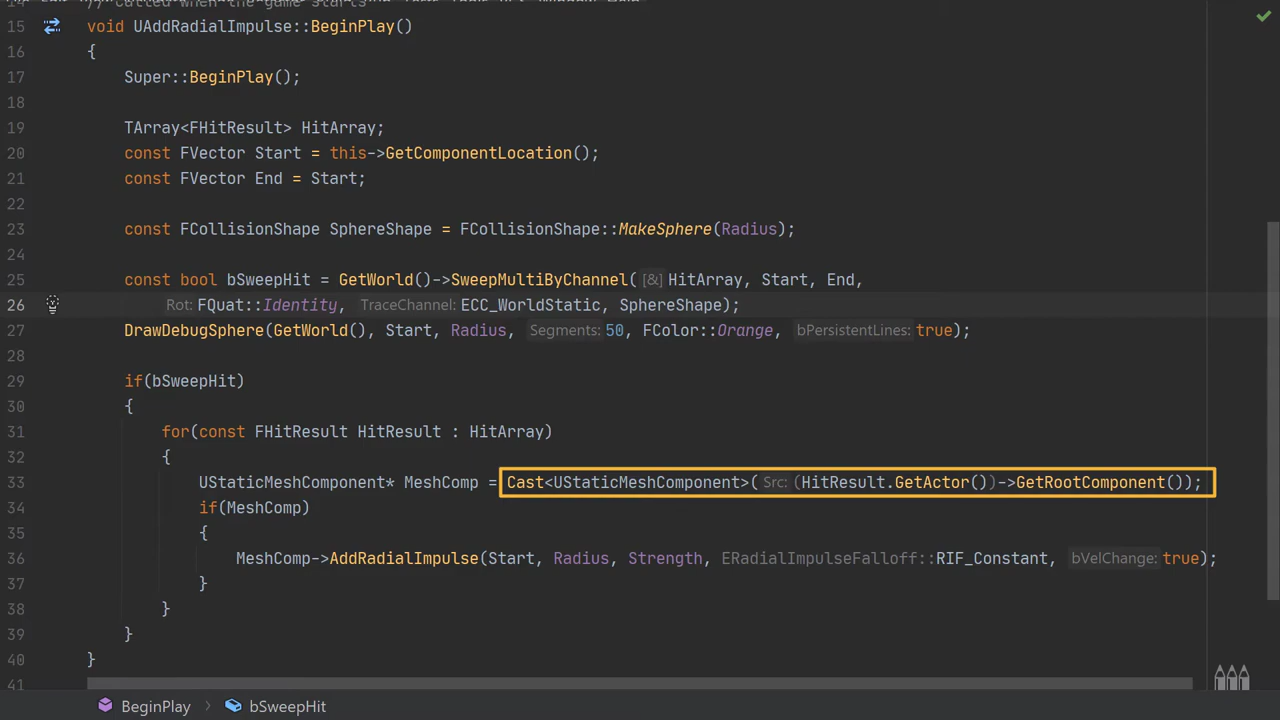 // Called when the game starts
15 void UAddRadialImpulse::BeginPlay()
16 {
17 Super::BeginPlay();
18
19 TArray<FHitResult> HitArray;
20 const FVector Start = this->GetComponentLocation();
21 const FVector End = Start;
22
23 const FCollisionShape SphereShape = FCollisionShape::MakeSphere(Radius);
24
25 const bool bSweepHit = GetWorld()->SweepMultiByChannel( [&] HitArray, Start, End,
26 Rot: FQuat::Identity, TraceChannel: ECC_WorldStatic, SphereShape);
27 DrawDebugSphere(GetWorld(), Start, Radius, Segments: 50, FColor::Orange, bPersistentLines: true);
28
29 if(bSweepHit)
30 {
31 for(const FHitResult HitResult : HitArray)
32 {
33 UStaticMeshComponent* MeshComp = Cast<UStaticMeshComponent>( Src: (HitResult.GetActor())->GetRootComponent());
34 if(MeshComp)
35 {
36 MeshComp->AddRadialImpulse(Start, Radius, Strength, ERadialImpulseFalloff::RIF_Constant, bVelChange: true);
37 }
38 }
39 }
40 }
41
BeginPlay > bSweepHit